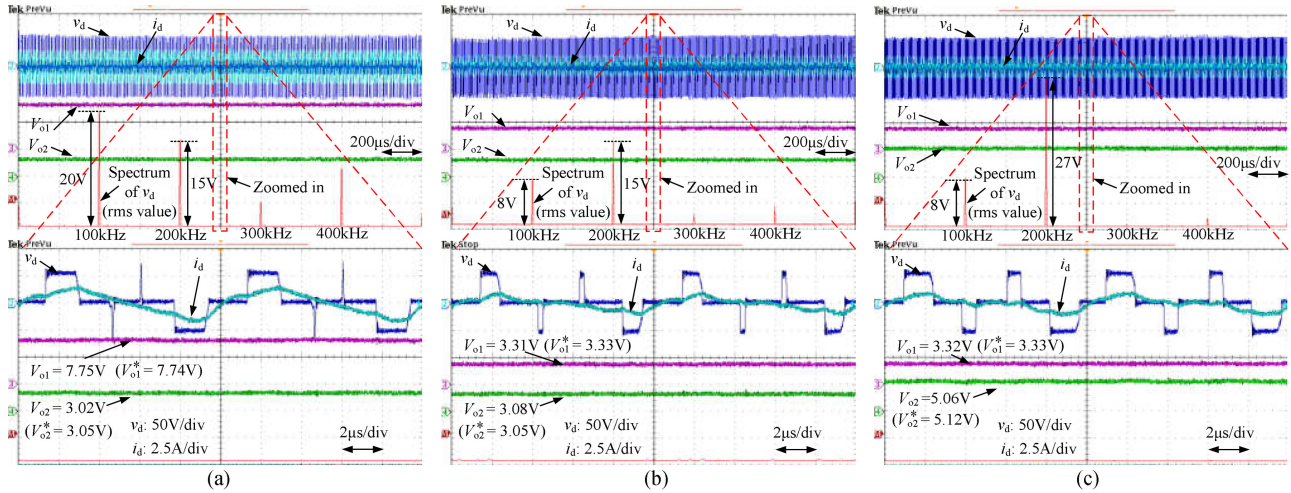 Tek PreVu
v_d
i_d
V_o1
V_o2
200μs/div
20V
Spectrum
of v_d
(rms value)
15V
Zoomed in
100kHz
200kHz
300kHz
400kHz
Tek PreVu
v_d
i_d
V_o1 = 7.75V (V_o1^* = 7.74V)
V_o2 = 3.02V
(V_o2^* = 3.05V)
v_d: 50V/div
i_d: 2.5A/div
2μs/div
(a)
Tek PreVu
v_d
i_d
V_o1
V_o2
200μs/div
8V
Spectrum
of v_d
(rms value)
15V
Zoomed in
100kHz
200kHz
300kHz
400kHz
Tek Stop
v_d
i_d
V_o1 = 3.31V (V_o1^* = 3.33V)
V_o2 = 3.08V
(V_o2^* = 3.05V)
v_d: 50V/div
i_d: 2.5A/div
2μs/div
(b)
Tek PreVu
v_d
i_d
V_o1
V_o2
27V
200μs/div
8V
Spectrum
of v_d
(rms value)
Zoomed in
100kHz
200kHz
300kHz
400kHz
Tek PreVu
v_d
i_d
V_o1 = 3.32V (V_o1^* = 3.33V)
V_o2 = 5.06V
(V_o2^* = 5.12V)
v_d: 50V/div
i_d: 2.5A/div
2μs/div
(c)